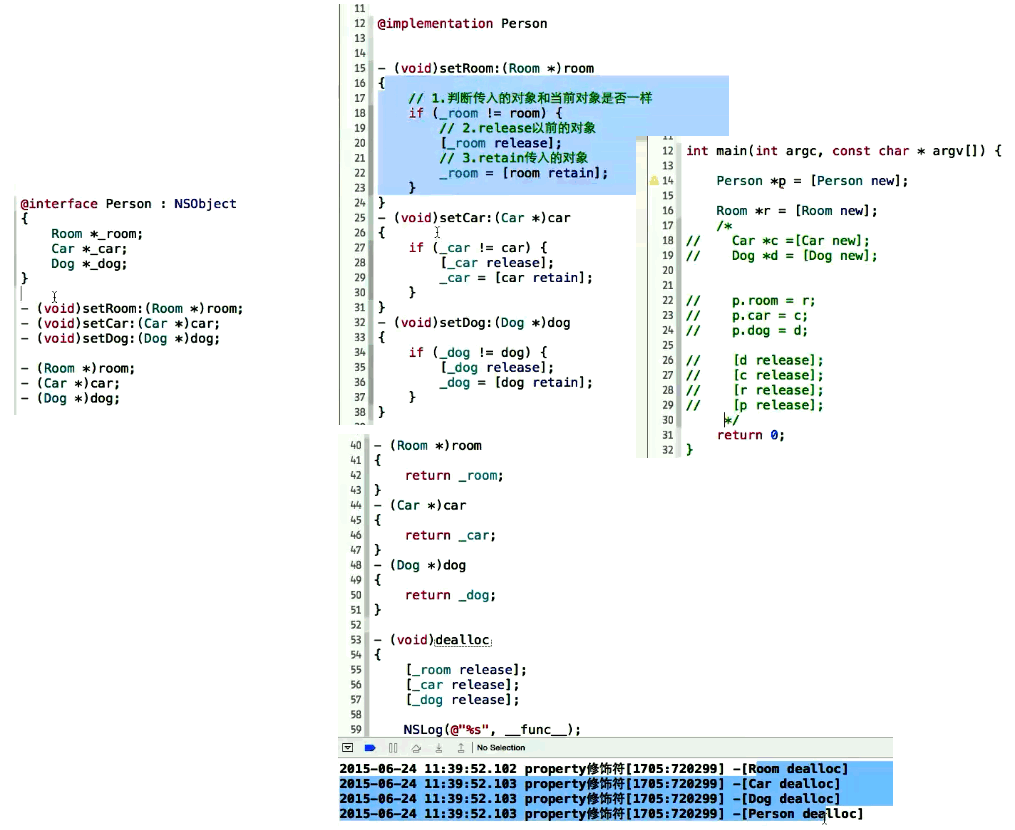 @interface Person : NSObject
{
Room *_room;
Car *_car;
Dog *_dog;
}
- (void)setRoom:(Room *)room;
- (void)setCar:(Car *)car;
- (void)setDog:(Dog *)dog;
- (Room *)room;
- (Car *)car;
- (Dog *)dog;
11
12 @implementation Person
13
14
15 - (void)setRoom:(Room *)room
16 {
17 // 1.判断传入的对象和当前对象是否一样
18 if (_room != room) {
19 // 2.release以前的对象
20 [_room release];
21 // 3.retain传入的对象
22 _room = [room retain];
23 }
24 }
25 - (void)setCar:(Car *)car
26 {
27 if (_car != car) {
28 [_car release];
29 _car = [car retain];
30 }
31 }
32 - (void)setDog:(Dog *)dog
33 {
34 if (_dog != dog) {
35 [_dog release];
36 _dog = [dog retain];
37 }
38 }
40 - (Room *)room
41 {
42 return _room;
43 }
44 - (Car *)car
45 {
46 return _car;
47 }
48 - (Dog *)dog
49 {
50 return _dog;
51 }
52
53 - (void)dealloc
54 {
55 [_room release];
56 [_car release];
57 [_dog release];
58
59 NSLog(@"%s", __func__);
No Selection
2015-06-24 11:39:52.102 property修饰符[1705:720299] -[Room dealloc]
2015-06-24 11:39:52.103 property修饰符[1705:720299] -[Car dealloc]
2015-06-24 11:39:52.103 property修饰符[1705:720299] -[Dog dealloc]
2015-06-24 11:39:52.103 property修饰符[1705:720299] -[Person dealloc]
12 int main(int argc, const char * argv[]) {
13
14 Person *p = [Person new];
15
16 Room *r = [Room new];
17 /*
18 // Car *c =[Car new];
19 // Dog *d = [Dog new];
20
21
22 // p.room = r;
23 // p.car = c;
24 // p.dog = d;
25
26 // [d release];
27 // [c release];
28 // [r release];
29 // [p release];
30 */
31 return 0;
32 }